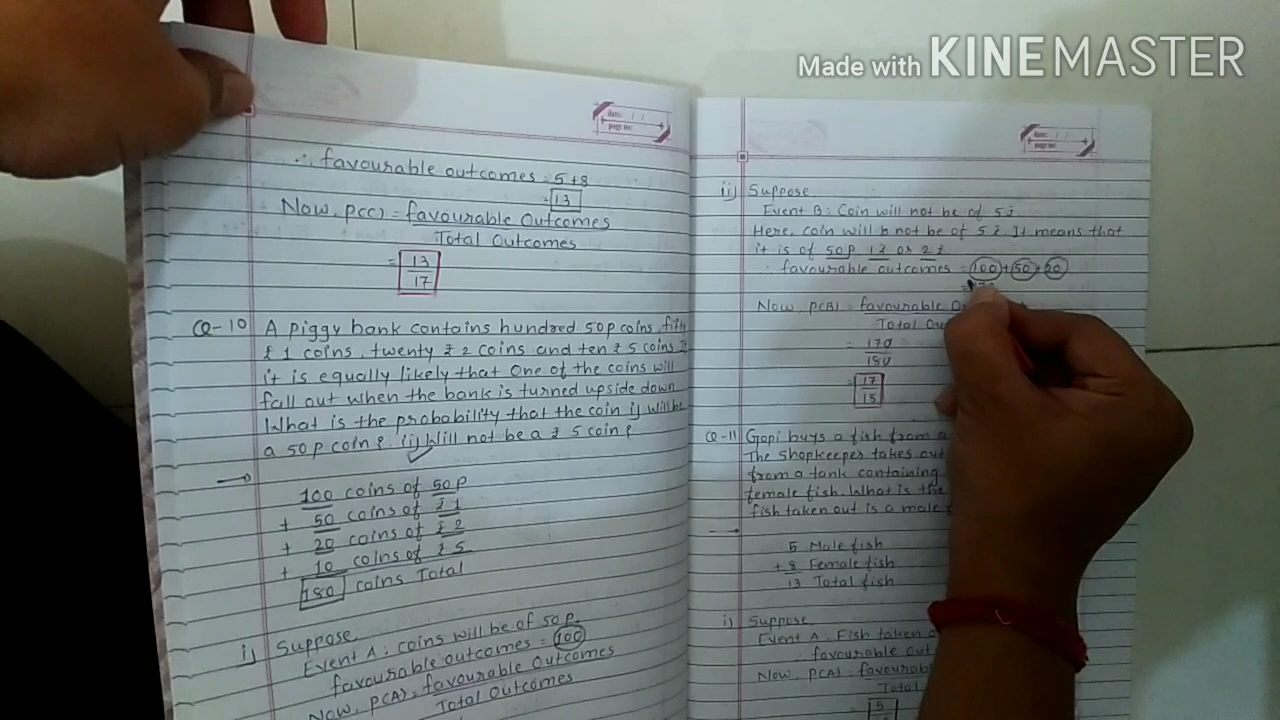 Made with KINEMASTER
date: / /
page no:
∴ favourable outcomes = 5+8
= 13
Now, P(C) = favourable Outcomes
Total Outcomes
= 13
17
Q-10 A piggy bank contains hundred 50p coins, fifty
₹ 1 coins, twenty ₹ 2 coins and ten ₹ 5 coins. If
it is equally likely that one of the coins will
fall out when the bank is turned upside down
What is the probability that the coin i) will be
a 50p coin? ii) Will not be a ₹ 5 coin?
→ 100 coins of 50p
+ 50 coins of ₹ 1
+ 20 coins of ₹ 2
+ 10 coins of ₹ 5
180 coins Total
i) Suppose
Event A : coins will be of 50p.
favourable outcomes = 100
Now, P(A) = favourable Outcomes
Total Outcomes
date: / /
page no:
ii) Suppose
Event B : Coin will not be of 5 ₹.
Here, coin will b not be of 5 ₹. It means that
it is of 50p 1₹ or 2₹
∴ favourable outcomes = 100+50+20
Now P(B) = favourable
Total
= 170
180
= 17
18
Q-11 Gopi buys a fish from a
The shopkeeper takes out
from a tank containing
female fish. What is the
fish taken out is a male
→ 5 Male fish
+ 8 Female fish
13 Total fish
i) Suppose
Event A : Fish taken
∴ favourable
Now, P(A) = favourable
Total
= 5